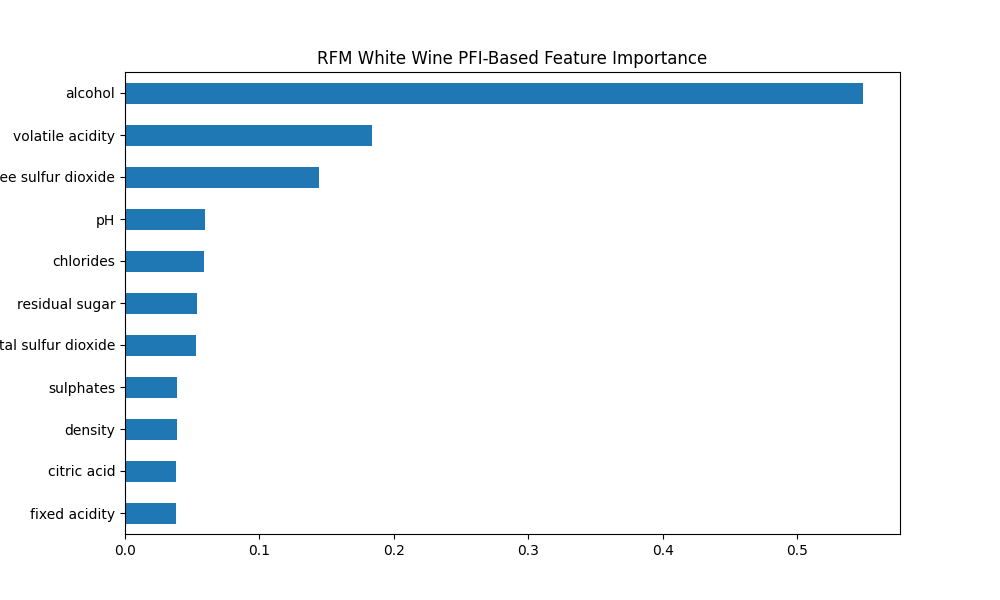 RFM White Wine PFI-Based Feature Importance
alcohol
volatile acidity
ee sulfur dioxide
pH
chlorides
residual sugar
tal sulfur dioxide
sulphates
density
citric acid
fixed acidity
0.0 0.1 0.2 0.3 0.4 0.5